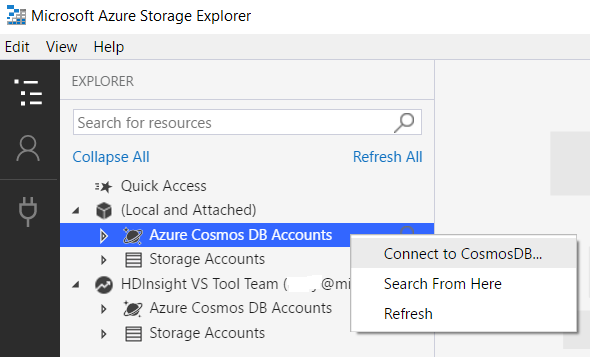 Microsoft Azure Storage Explorer
Edit View Help
EXPLORER
Search for resources
Collapse All Refresh All
Quick Access
(Local and Attached)
Azure Cosmos DB Accounts
Storage Accounts
HDInsight VS Tool Team ( @mi
Azure Cosmos DB Accounts
Storage Accounts
Connect to CosmosDB...
Search From Here
Refresh